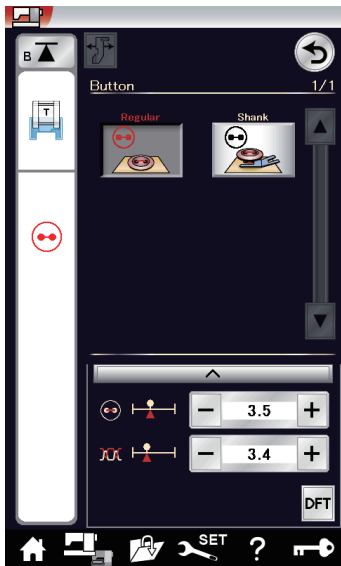 B
Button 1/1
T
Regular Shank
− 3.5 +
− 3.4 +
DFT
SET ?